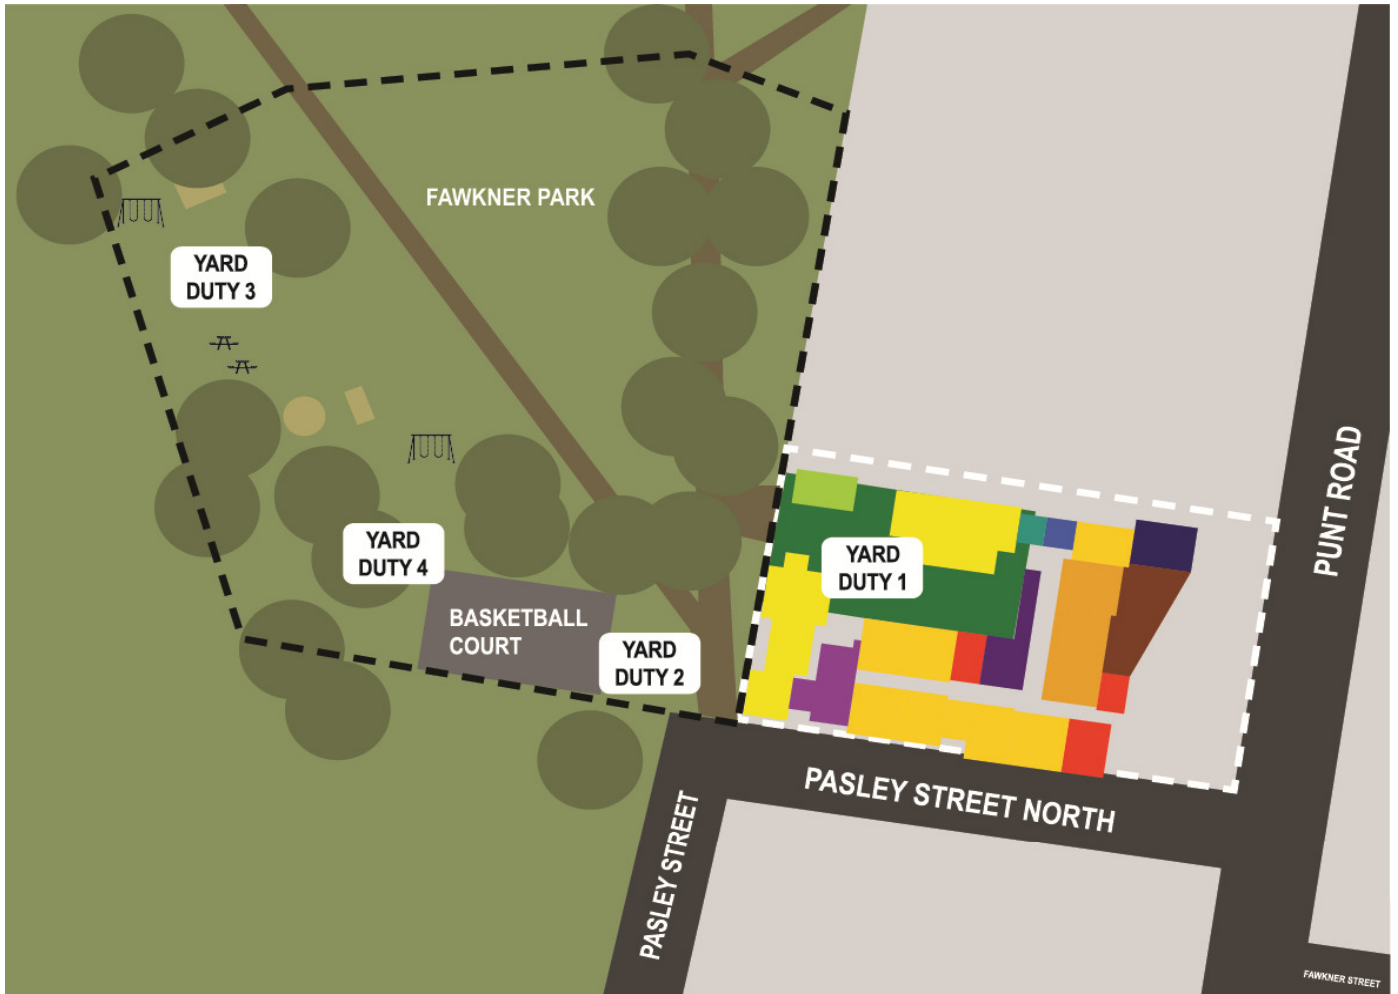 FAWKNER PARK
YARD
DUTY 3
YARD
DUTY 4
YARD
DUTY 1
BASKETBALL
COURT
YARD
DUTY 2
PUNT ROAD
PASLEY STREET NORTH
PASLEY STREET
FAWKNER STREET